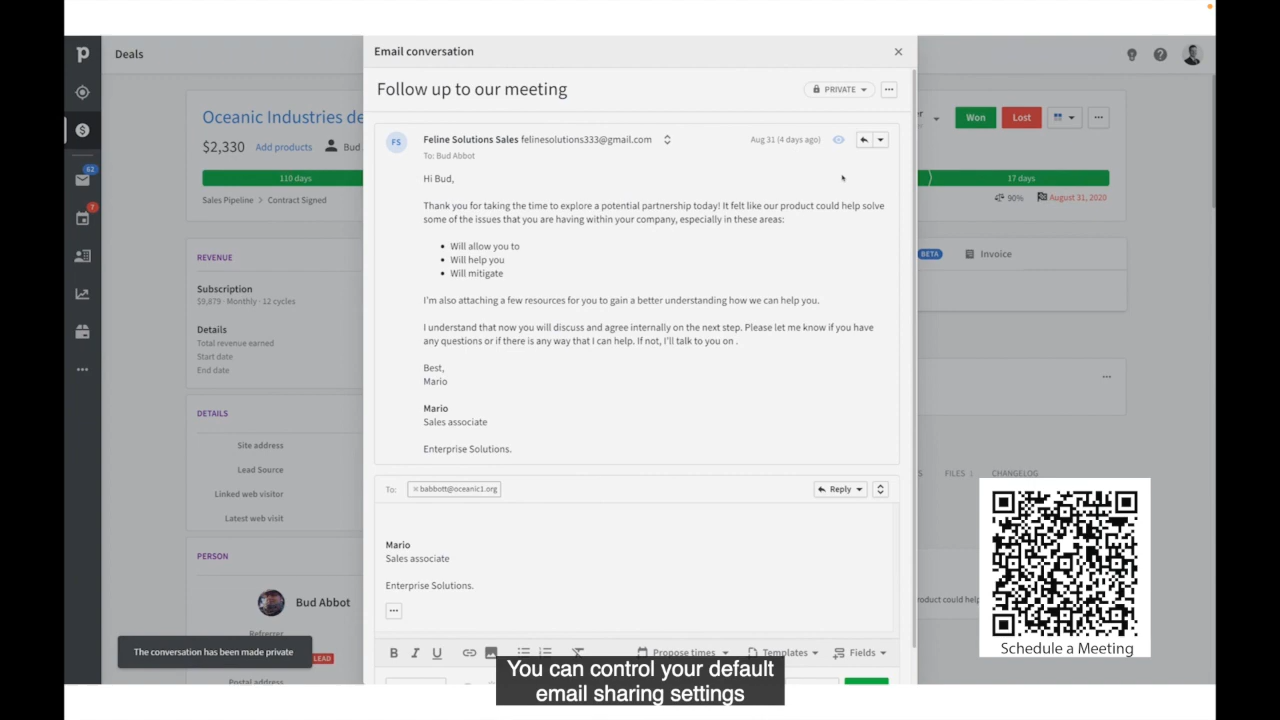 Deals
Email conversation
Follow up to our meeting
PRIVATE
Oceanic Industries de
$2,330 Add products Bud
110 days
Sales Pipeline > Contract Signed
er
Won
Lost
17 days
90% August 31, 2020
62
7
FS
Feline Solutions Sales felinesolutions333@gmail.com
Aug 31 (4 days ago)
To: Bud Abbot
Hi Bud,
Thank you for taking the time to explore a potential partnership today! It felt like our product could help solve
some of the issues that you are having within your company, especially in these areas:
• Will allow you to
• Will help you
• Will mitigate
I'm also attaching a few resources for you to gain a better understanding how we can help you.
I understand that now you will discuss and agree internally on the next step. Please let me know if you have
any questions or if there is any way that I can help. If not, I'll talk to you on .
Best,
Mario
Mario
Sales associate
Enterprise Solutions.
REVENUE
Subscription
$9,879 · Monthly · 12 cycles
Details
Total revenue earned
Start date
End date
DETAILS
Site address
Lead Source
Linked web visitor
Latest web visit
PERSON
Bud Abbot
Referrer
LEAD
Postal address
BETA
Invoice
S FILES 1 CHANGELOG
roduct could help
To: × babbott@oceanic1.org
Reply
Mario
Sales associate
Enterprise Solutions.
B I U
Propose times
Templates
Fields
The conversation has been made private
You can control your default
email sharing settings
Schedule a Meeting